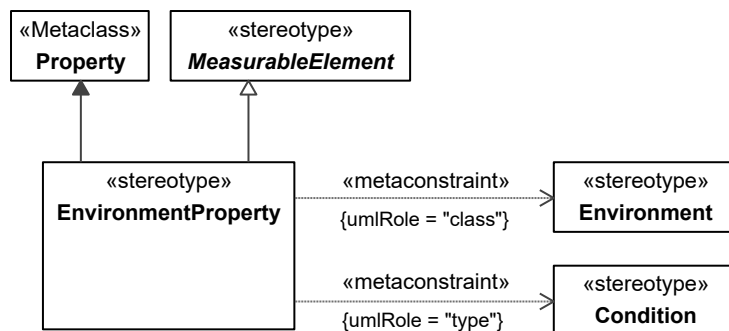 «Metaclass»
Property
«stereotype»
MeasurableElement
«stereotype»
EnvironmentProperty
«metaconstraint»
{umlRole = "class"}
«stereotype»
Environment
«metaconstraint»
{umlRole = "type"}
«stereotype»
Condition